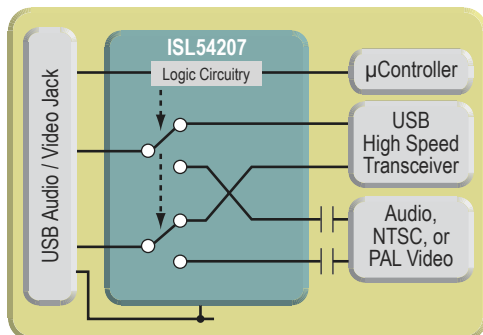 ISL54207
Logic Circuitry
µController
USB Audio / Video Jack
USB
High Speed
Transceiver
Audio,
NTSC, or
PAL Video